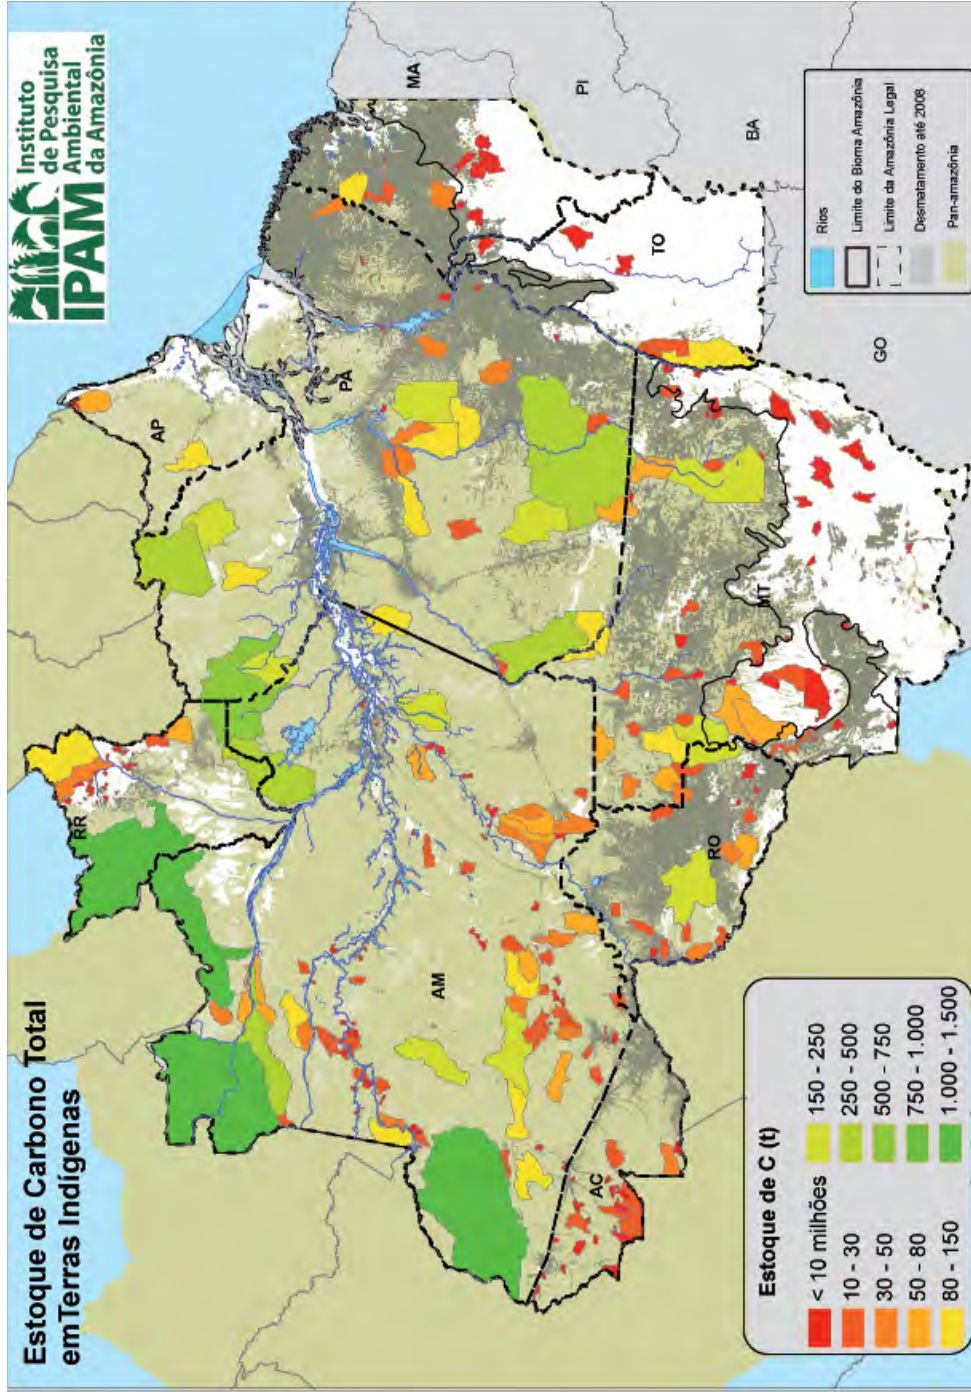 Estoque de Carbono Total
emTerras Indígenas
IPAM
Instituto
de Pesquisa
Ambiental
da Amazônia
RR
AP
AM
PA
MA
PI
BA
TO
GO
MT
RO
AC
Estoque de C (t)
< 10 milhões
10 - 30
30 - 50
50 - 80
80 - 150
150 - 250
250 - 500
500 - 750
750 - 1.000
1.000 - 1.500
Rios
Limite do Bioma Amazônia
Limite da Amazônia Legal
Desmatamento até 2008
Pan-amazônia